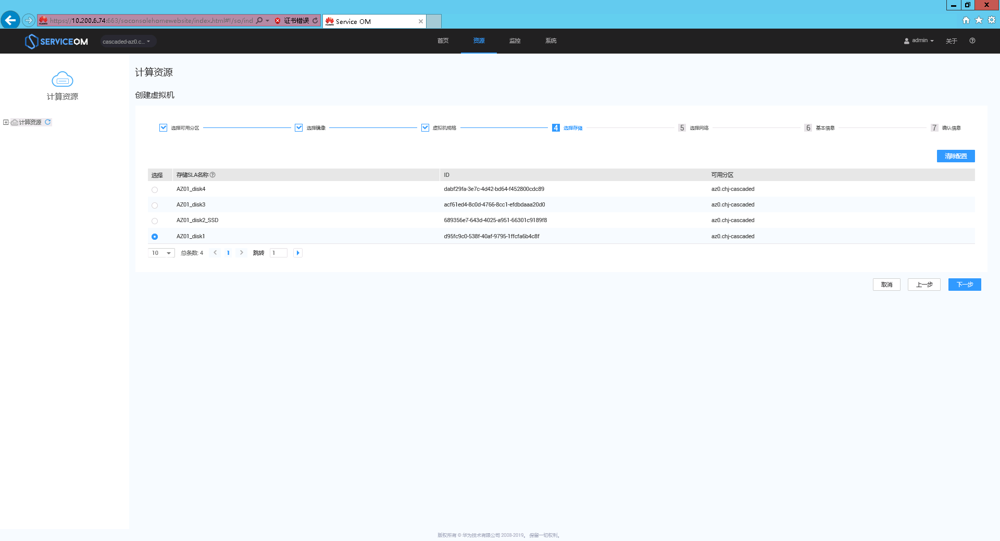 https://10.200.6.74:663/soconsolehomewebsite/index.html#!/so/ind 证书错误 Service OM
SERVICEOM cascaded-az0.c... 首页 资源 监控 系统 admin 关于
计算资源
计算资源
计算资源
创建虚拟机
选择可用分区 选择镜像 虚拟机规格 4 选择存储 5 选择网络 6 基本信息 7 确认信息
清除配置
选择 存储SLA名称 ID 可用分区
AZ01_disk4 dabf29fa-3e7c-4d42-bd64-f452800cdc89 az0.chj-cascaded
AZ01_disk3 acf61ed4-8c0d-4766-8cc1-efdbdaaa20d0 az0.chj-cascaded
AZ01_disk2_SSD 689356e7-643d-4025-a951-66301c9189f8 az0.chj-cascaded
AZ01_disk1 d95fc9c0-538f-40af-9795-1ffcfa6b4c8f az0.chj-cascaded
10 总条数: 4 < 1 > 跳转 1
取消 上一步 下一步
版权所有 © 华为技术有限公司 2008-2019。 保留一切权利。